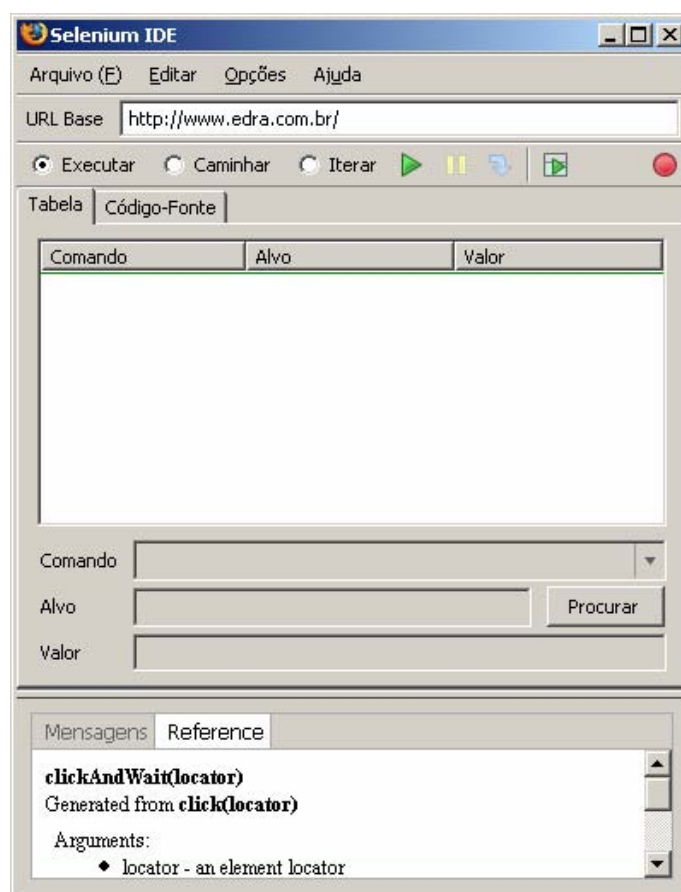 Selenium IDE
Arquivo (F) Editar Opções Ajuda
URL Base http://www.edra.com.br/
Executar Caminhar Iterar
Tabela Código-Fonte
Comando Alvo Valor
Comando
Alvo Procurar
Valor
Mensagens Reference
clickAndWait(locator)
Generated from click(locator)
Arguments:
locator - an element locator